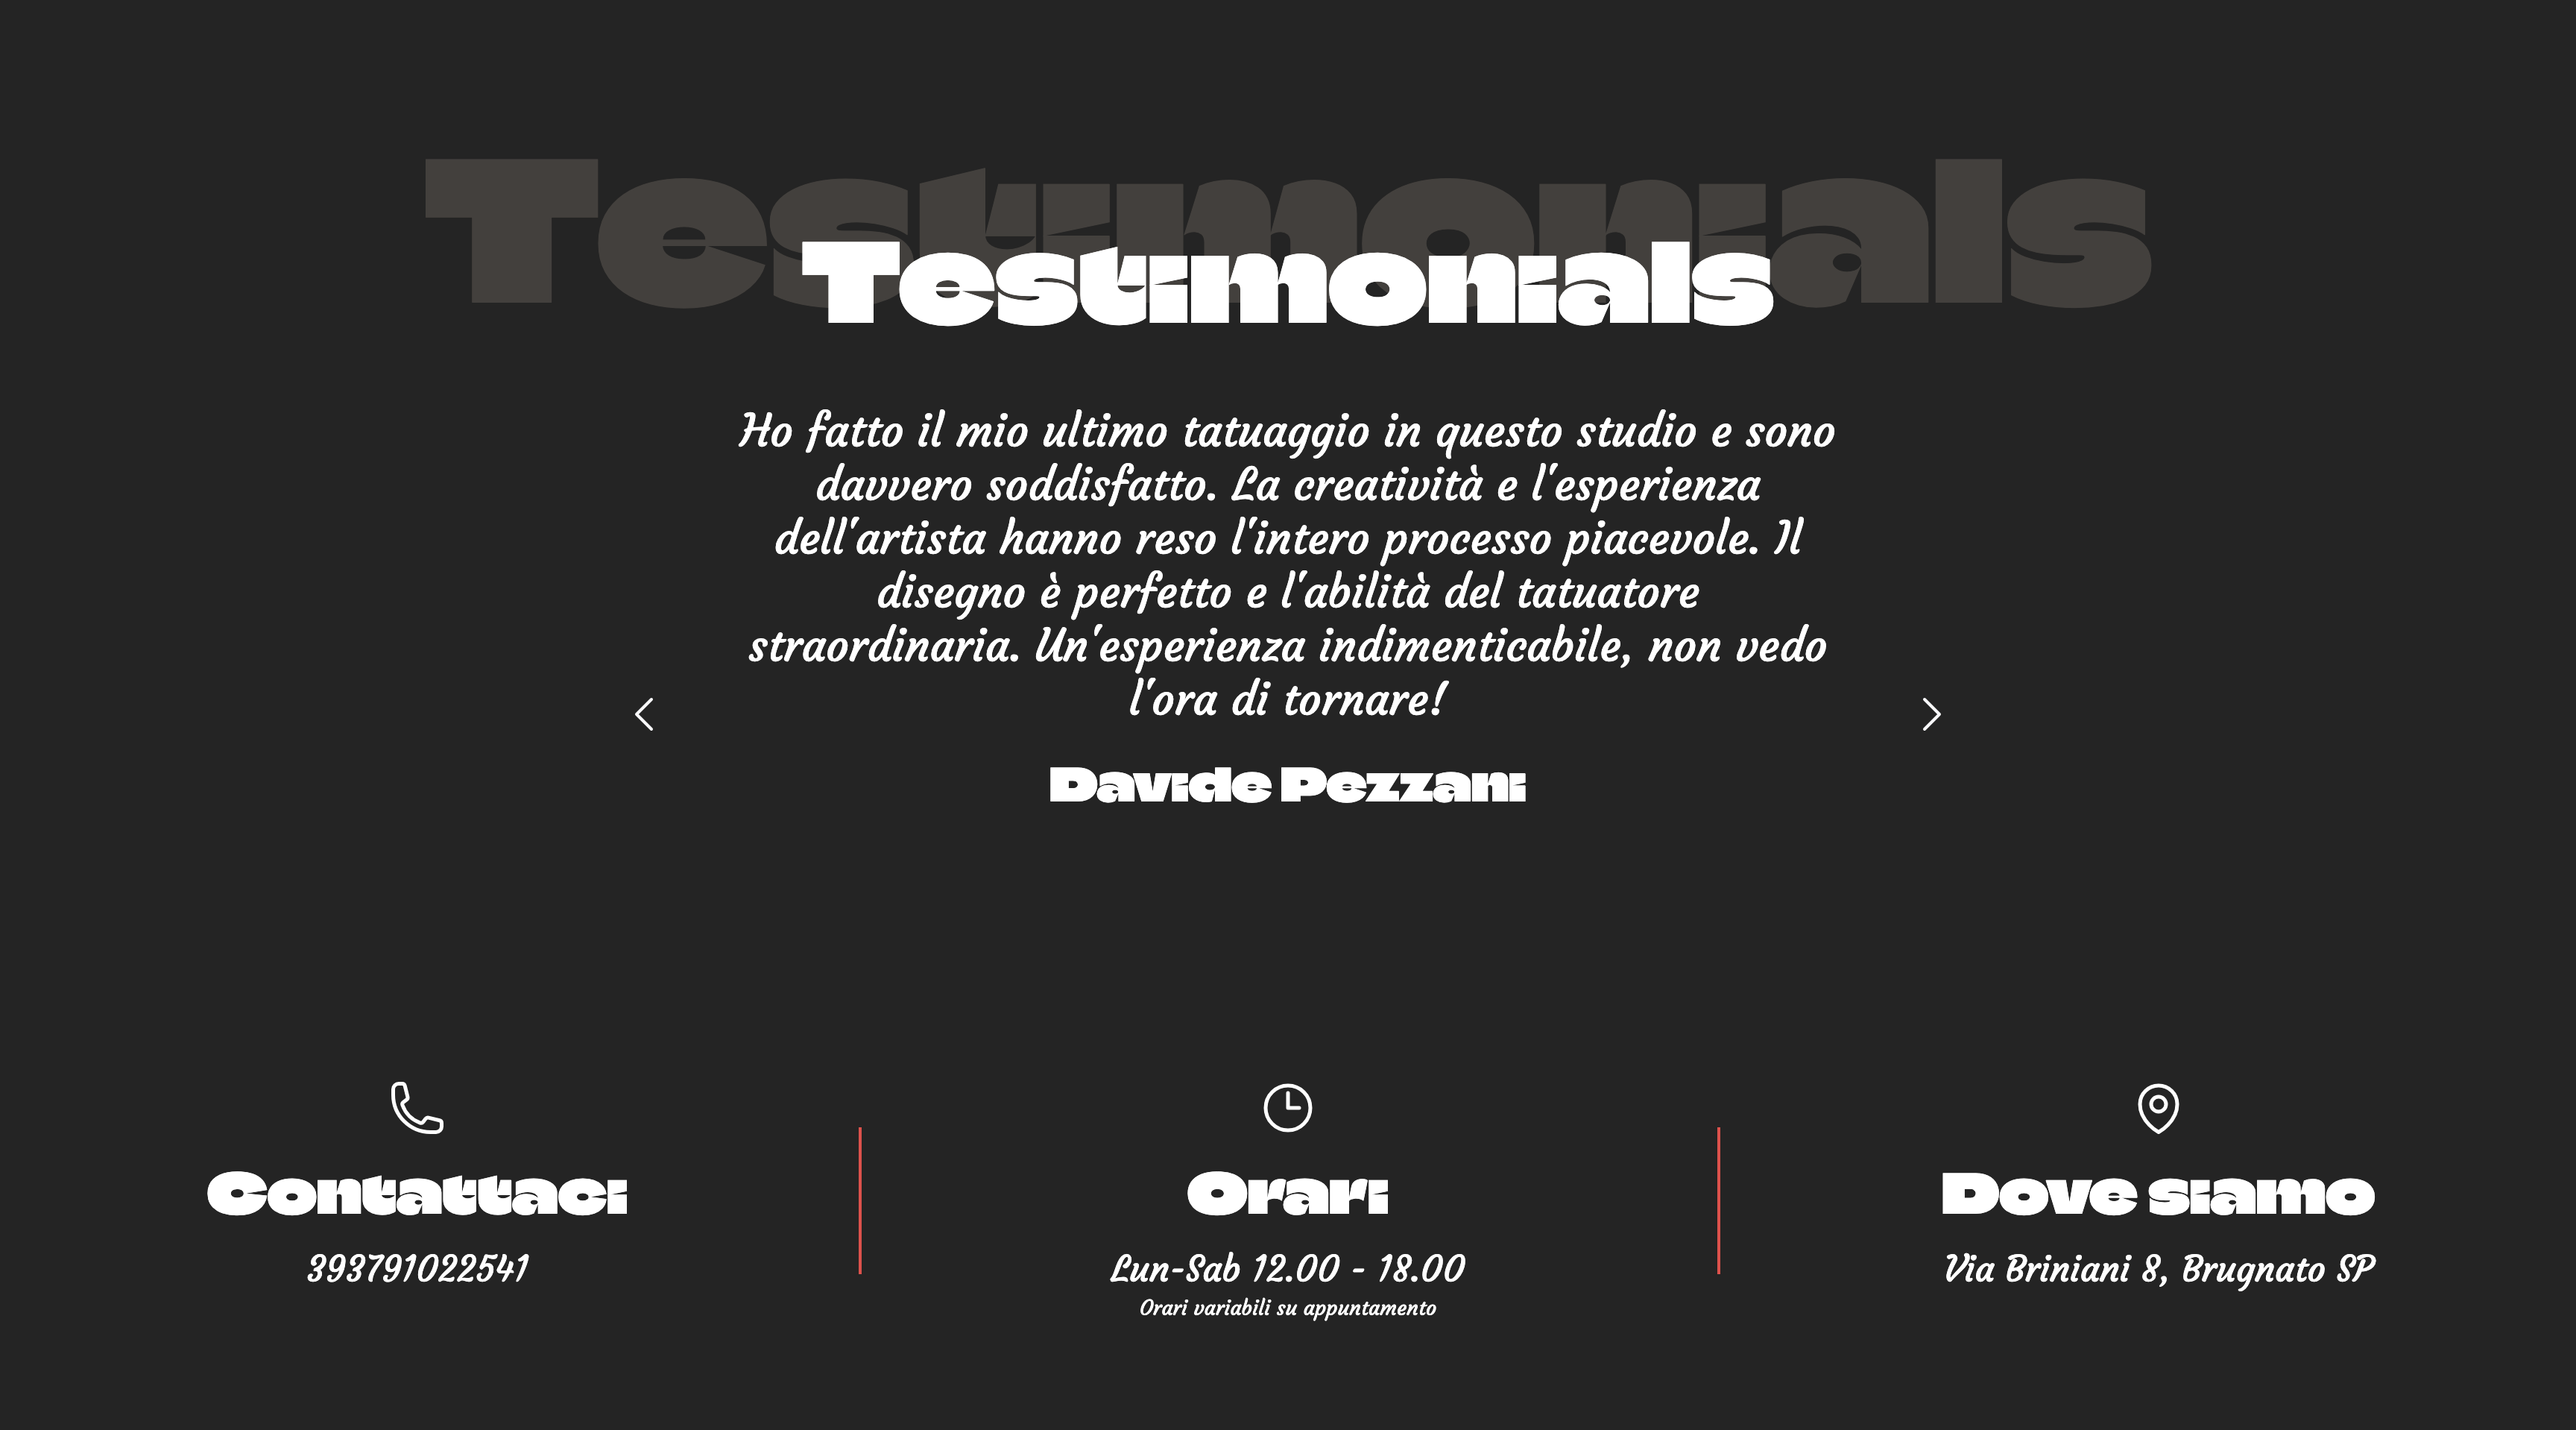 Testimonials
Testimonials
Ho fatto il mio ultimo tatuaggio in questo studio e sono
davvero soddisfatto. La creatività e l'esperienza
dell'artista hanno reso l'intero processo piacevole. Il
disegno è perfetto e l'abilità del tatuatore
straordinaria. Un'esperienza indimenticabile, non vedo
l'ora di tornare!
Davide Pezzani
Contattaci
393791022541
Orari
Lun-Sab 12.00 - 18.00
Orari variabili su appuntamento
Dove siamo
Via Briniani 8, Brugnato SP